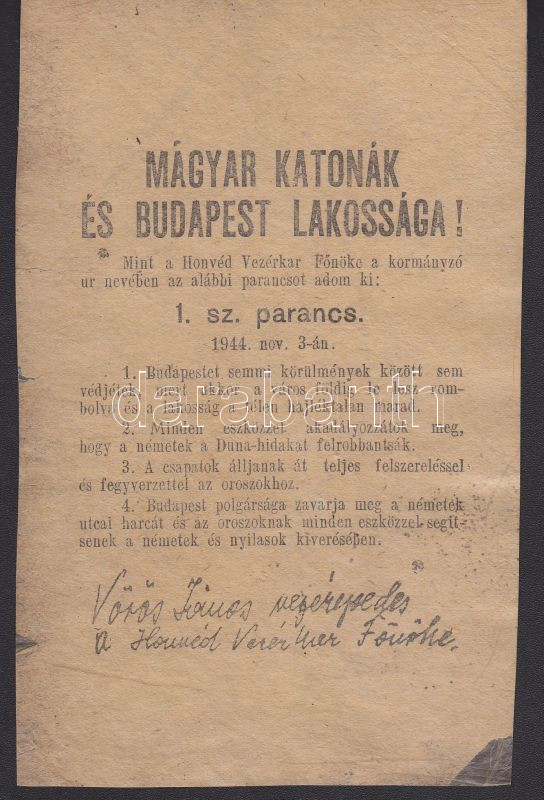 MÁGYAR KATONÁK
ÉS BUDAPEST LAKOSSÁGA!
Mint a Honvéd Vezérkar Főnöke a kormányzó
ur nevében az alábbi parancsot adom ki:
1. sz. parancs.
1944. nov. 3-án.
1. Budapestet semmi körülmények között sem
védjétek, mert akkor a város földig le lesz rom-
bolva és a lakosság a télen hajléktalan marad.
2. Minden eszközzel akadályozzátok meg,
hogy a németek a Duna-hidakat felrobbantsák.
3. A csapatok álljanak át teljes felszereléssel
és fegyverzettel az oroszokhoz.
4. Budapest polgársága zavarja meg a németek
utcai harcát és az oroszoknak minden eszközzel segit-
senek a németek és nyilasok kiverésében.
Vörös János vezérezredes
a Honvéd Vezérkar Főnöke.
darabanth